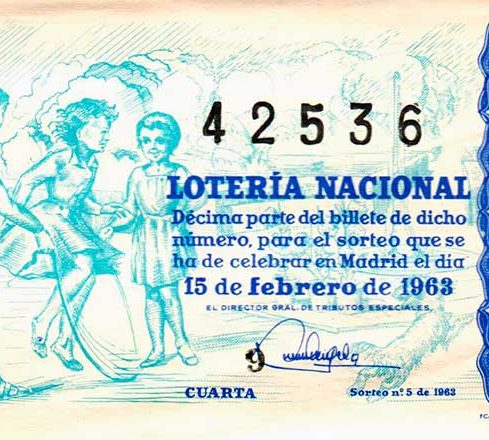 42536
LOTERÍA NACIONAL
Décima parte del billete de dicho
número, para el sorteo que se
ha de celebrar en Madrid el día
15 de febrero de 1963
EL DIRECTOR GRAL. DE TRIBUTOS ESPECIALES,
9
CUARTA
Sorteo nº 5 de 1963